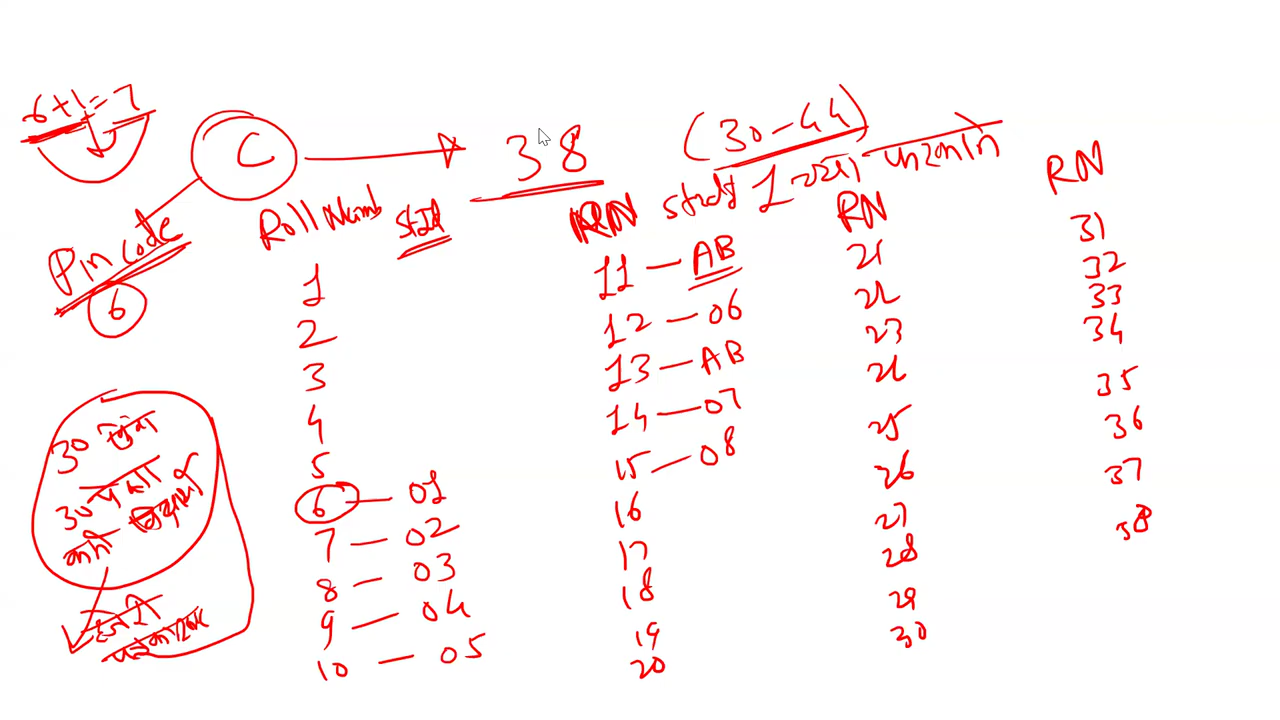 6+1=7
C
38
(30-44)
Pin code
6
Roll Numb
RN
RN
RN
1
2
3
4
5
6 — 01
7 — 02
8 — 03
9 — 04
10 — 05
11 — AB
12 — 06
13 — AB
14 — 07
15 — 08
16
17
18
19
20
21
22
23
24
25
26
27
28
29
30
31
32
33
34
35
36
37
38
30
30